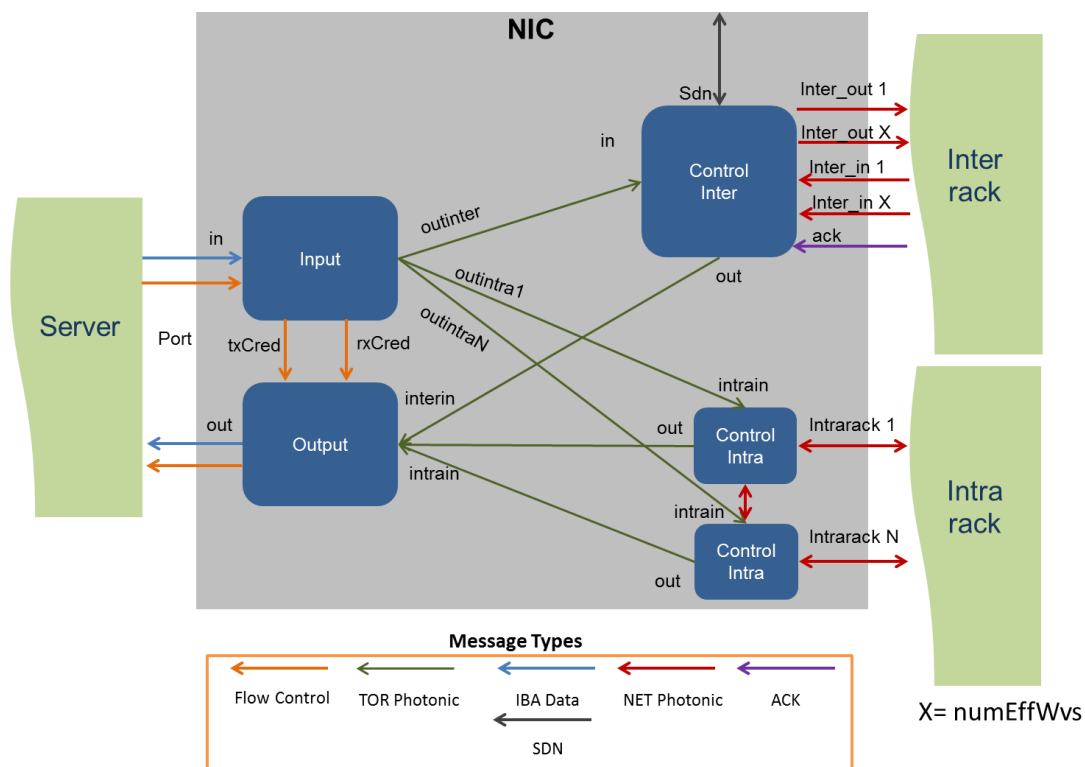 NIC
Sdn
Inter_out 1
Inter_out X
Inter_in 1
Inter_in X
ack
in
Control
Inter
Inter
rack
outinter
in
Input
out
outintra1
outintraN
Server
Port
txCred
rxCred
interin
intrain
out
Output
intrain
out
Control
Intra
Intrarack 1
Intra
rack
intrain
Control
Intra
Intrarack N
out
Message Types
Flow Control
TOR Photonic
IBA Data
NET Photonic
ACK
SDN
X= numEffWvs